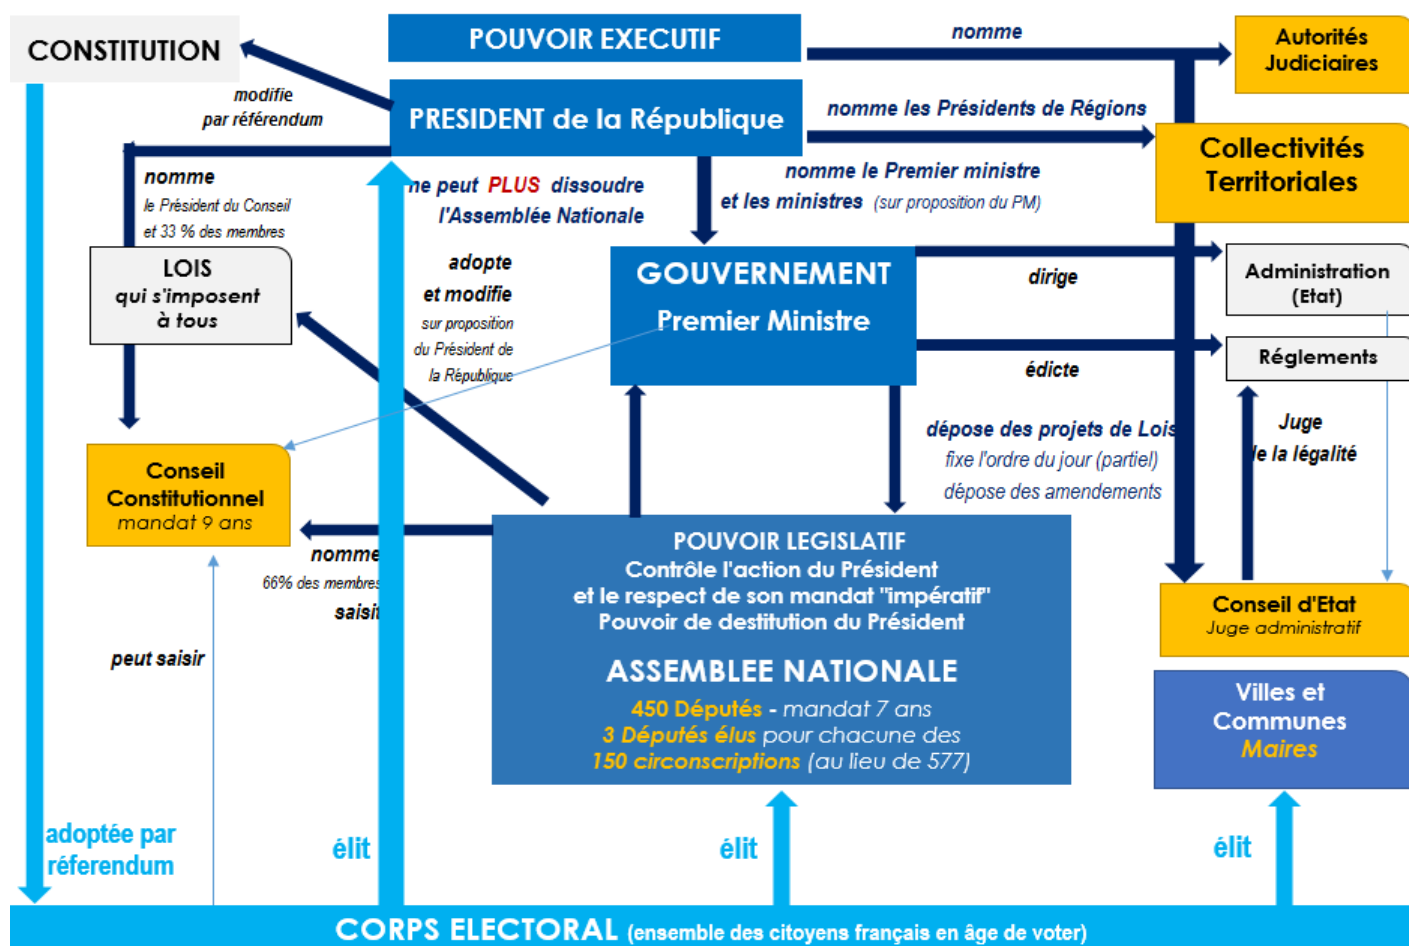 CONSTITUTION
POUVOIR EXECUTIF
nomme
Autorités
Judiciaires
modifie
par référendum
PRESIDENT de la République
nomme les Présidents de Régions
Collectivités
Territoriales
nomme
le Président du Conseil
et 33 % des membres
ne peut PLUS dissoudre
l'Assemblée Nationale
nomme le Premier ministre
et les ministres (sur proposition du PM)
LOIS
qui s'imposent
à tous
adopte
et modifie
sur proposition
du Président de
la République
GOUVERNEMENT
Premier Ministre
dirige
Administration
(Etat)
édicte
Réglements
Conseil
Constitutionnel
mandat 9 ans
dépose des projets de Lois
fixe l'ordre du jour (partiel)
dépose des amendements
Juge
de la légalité
nomme
66% des membres
saisit
POUVOIR LEGISLATIF
Contrôle l'action du Président
et le respect de son mandat "impératif"
Pouvoir de destitution du Président
ASSEMBLEE NATIONALE
450 Députés - mandat 7 ans
3 Députés élus pour chacune des
150 circonscriptions (au lieu de 577)
Conseil d'Etat
Juge administratif
peut saisir
Villes et
Communes
Maires
adoptée par
réferendum
élit
élit
élit
CORPS ELECTORAL (ensemble des citoyens français en âge de voter)